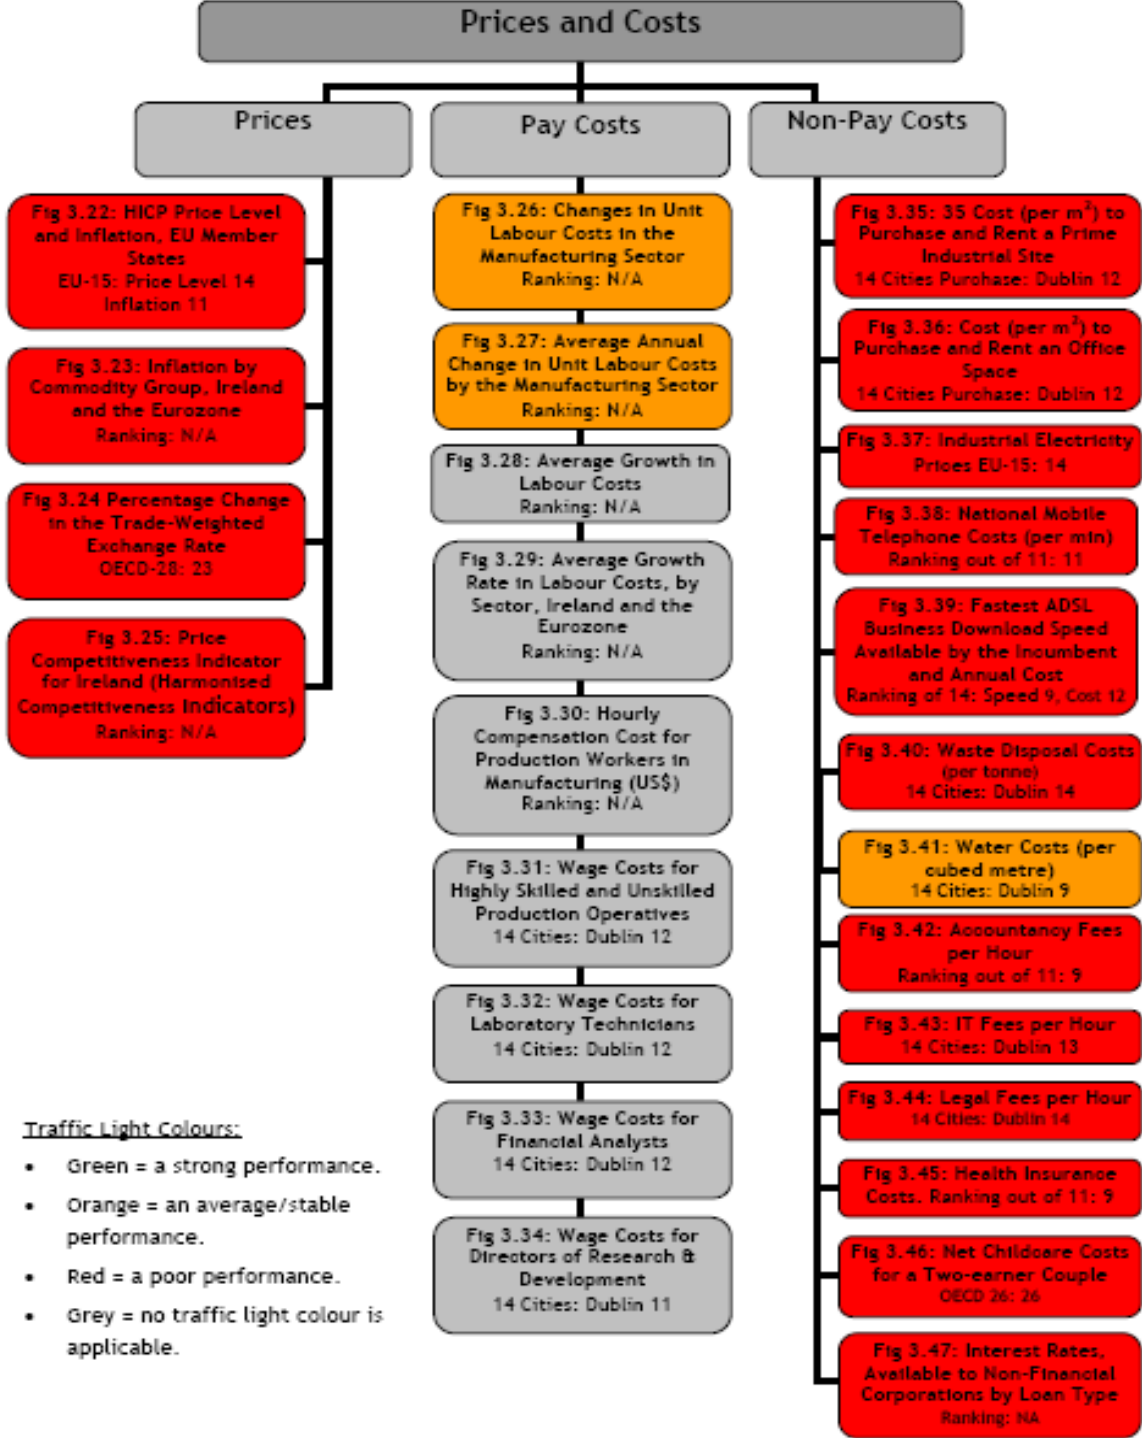 Prices and Costs
Prices
Pay Costs
Non-Pay Costs
Fig 3.22: HICP Price Level
and Inflation, EU Member
States
EU-15: Price Level 14
Inflation 11
Fig 3.23: Inflation by
Commodity Group, Ireland
and the Eurozone
Ranking: N/A
Fig 3.24 Percentage Change
in the Trade-Weighted
Exchange Rate
OECD-28: 23
Fig 3.25: Price
Competitiveness Indicator
for Ireland (Harmonised
Competitiveness Indicators)
Ranking: N/A
Fig 3.26: Changes in Unit
Labour Costs in the
Manufacturing Sector
Ranking: N/A
Fig 3.27: Average Annual
Change in Unit Labour Costs
by the Manufacturing Sector
Ranking: N/A
Fig 3.28: Average Growth in
Labour Costs
Ranking: N/A
Fig 3.29: Average Growth
Rate in Labour Costs, by
Sector, Ireland and the
Eurozone
Ranking: N/A
Fig 3.30: Hourly
Compensation Cost for
Production Workers in
Manufacturing (US$)
Ranking: N/A
Fig 3.31: Wage Costs for
Highly Skilled and Unskilled
Production Operatives
14 Cities: Dublin 12
Fig 3.32: Wage Costs for
Laboratory Technicians
14 Cities: Dublin 12
Fig 3.33: Wage Costs for
Financial Analysts
14 Cities: Dublin 12
Fig 3.34: Wage Costs for
Directors of Research &
Development
14 Cities: Dublin 11
Fig 3.35: 35 Cost (per m²) to
Purchase and Rent a Prime
Industrial Site
14 Cities Purchase: Dublin 12
Fig 3.36: Cost (per m²) to
Purchase and Rent an Office
Space
14 Cities Purchase: Dublin 12
Fig 3.37: Industrial Electricity
Prices EU-15: 14
Fig 3.38: National Mobile
Telephone Costs (per min)
Ranking out of 11: 11
Fig 3.39: Fastest ADSL
Business Download Speed
Available by the Incumbent
and Annual Cost
Ranking of 14: Speed 9, Cost 12
Fig 3.40: Waste Disposal Costs
(per tonne)
14 Cities: Dublin 14
Fig 3.41: Water Costs (per
cubed metre)
14 Cities: Dublin 9
Fig 3.42: Accountancy Fees
per Hour
Ranking out of 11: 9
Fig 3.43: IT Fees per Hour
14 Cities: Dublin 13
Fig 3.44: Legal Fees per Hour
14 Cities: Dublin 14
Fig 3.45: Health Insurance
Costs. Ranking out of 11: 9
Fig 3.46: Net Childcare Costs
for a Two-earner Couple
OECD 26: 26
Fig 3.47: Interest Rates,
Available to Non-Financial
Corporations by Loan Type
Ranking: NA
Traffic Light Colours:
• Green = a strong performance.
• Orange = an average/stable
performance.
• Red = a poor performance.
• Grey = no traffic light colour is
applicable.